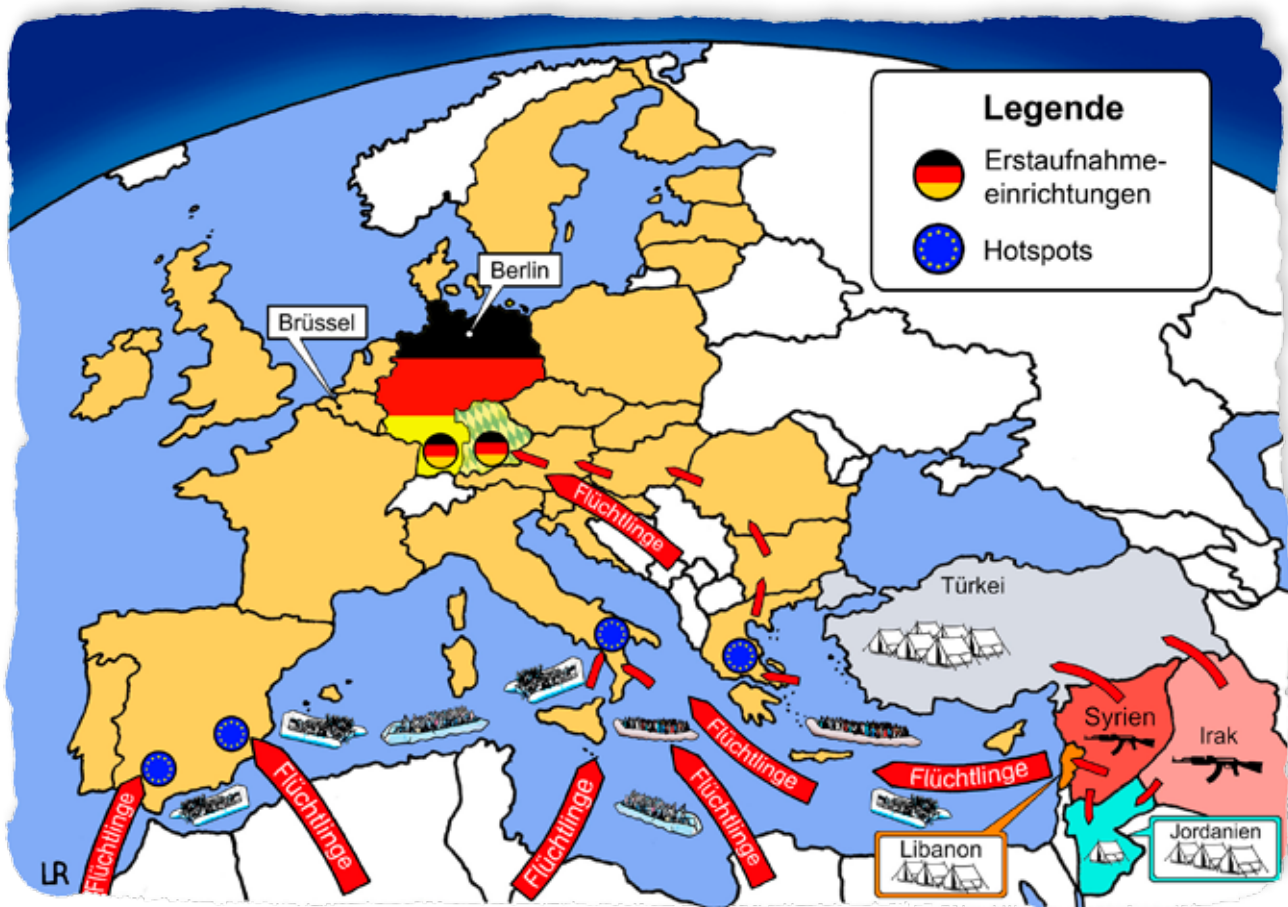 Legende
Erstaufnahme-
einrichtungen
Hotspots
Berlin
Brüssel
Flüchtlinge
Türkei
Syrien
Irak
Flüchtlinge
Flüchtlinge
Flüchtlinge
Flüchtlinge
Flüchtlinge
Flüchtlinge
Libanon
Jordanien
LR